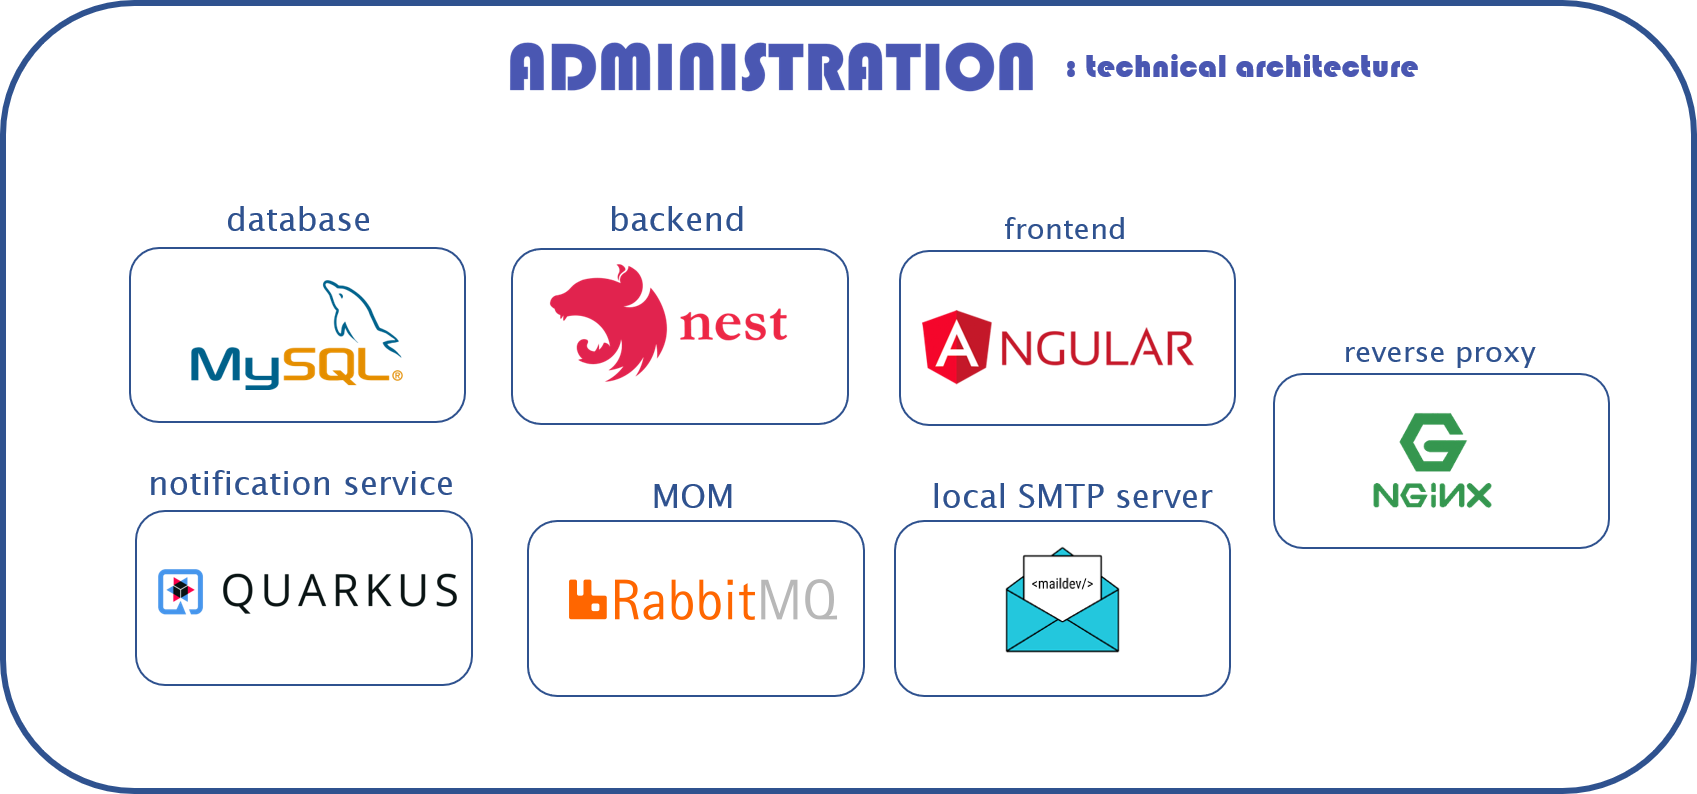 ADMINISTRATION : technical architecture
database
backend
frontend
MySQL®
nest
ANGULAR
reverse proxy
NGiNX
notification service
MOM
local SMTP server
QUARKUS
RabbitMQ
<maildev/>